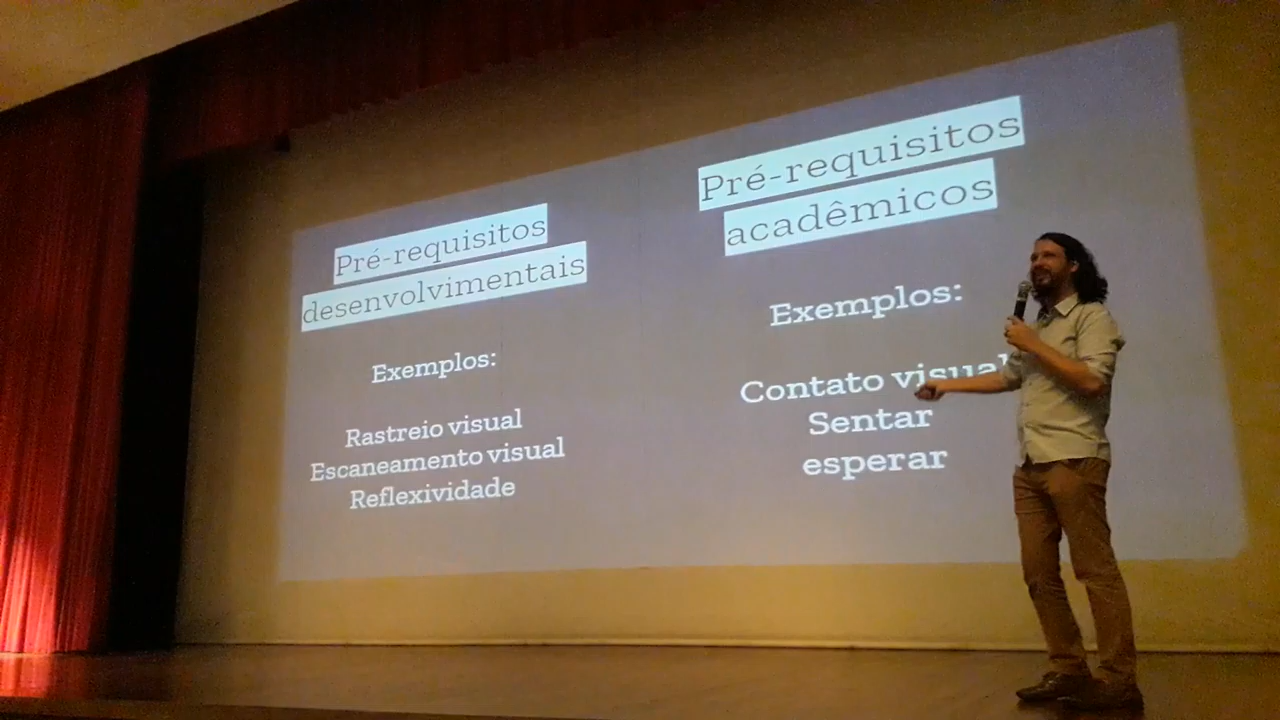 Pré-requisitos
desenvolvimentais
Exemplos:
Rastreio visual
Escaneamento visual
Reflexividade
Pré-requisitos
acadêmicos
Exemplos:
Contato visual
Sentar
esperar